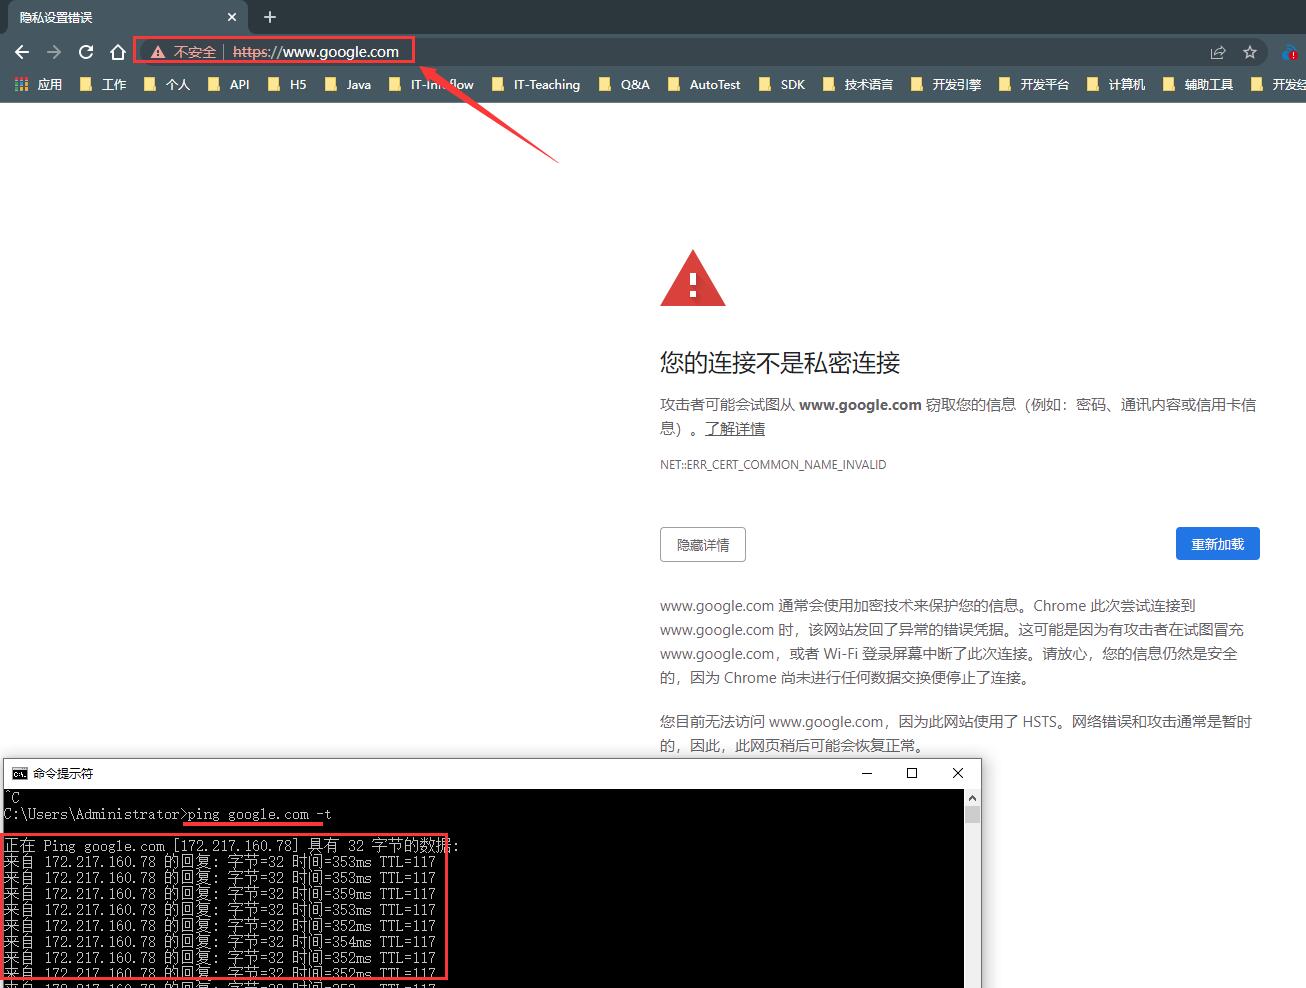 隐私设置错误
不安全 https://www.google.com
应用 工作 个人 API H5 Java IT-Inf flow IT-Teaching Q&A AutoTest SDK 技术语言 开发引擎 开发平台 计算机 辅助工具 开发经
您的连接不是私密连接
攻击者可能会试图从 www.google.com 窃取您的信息（例如：密码、通讯内容或信用卡信
息）。了解详情
NET::ERR_CERT_COMMON_NAME_INVALID
隐藏详情 重新加载
www.google.com 通常会使用加密技术来保护您的信息。Chrome 此次尝试连接到
www.google.com 时，该网站发回了异常的错误凭据。这可能是因为有攻击者在试图冒充
www.google.com，或者 Wi-Fi 登录屏幕中断了此次连接。请放心，您的信息仍然是安全
的，因为 Chrome 尚未进行任何数据交换便停止了连接。
您目前无法访问 www.google.com，因为此网站使用了 HSTS。网络错误和攻击通常是暂时
的，因此，此网页稍后可能会恢复正常。
命令提示符
^C
C:\Users\Administrator>ping google.com -t
正在 Ping google.com [172.217.160.78] 具有 32 字节的数据:
来自 172.217.160.78 的回复: 字节=32 时间=353ms TTL=117
来自 172.217.160.78 的回复: 字节=32 时间=353ms TTL=117
来自 172.217.160.78 的回复: 字节=32 时间=359ms TTL=117
来自 172.217.160.78 的回复: 字节=32 时间=353ms TTL=117
来自 172.217.160.78 的回复: 字节=32 时间=352ms TTL=117
来自 172.217.160.78 的回复: 字节=32 时间=354ms TTL=117
来自 172.217.160.78 的回复: 字节=32 时间=352ms TTL=117
来自 172.217.160.78 的回复: 字节=32 时间=352ms TTL=117